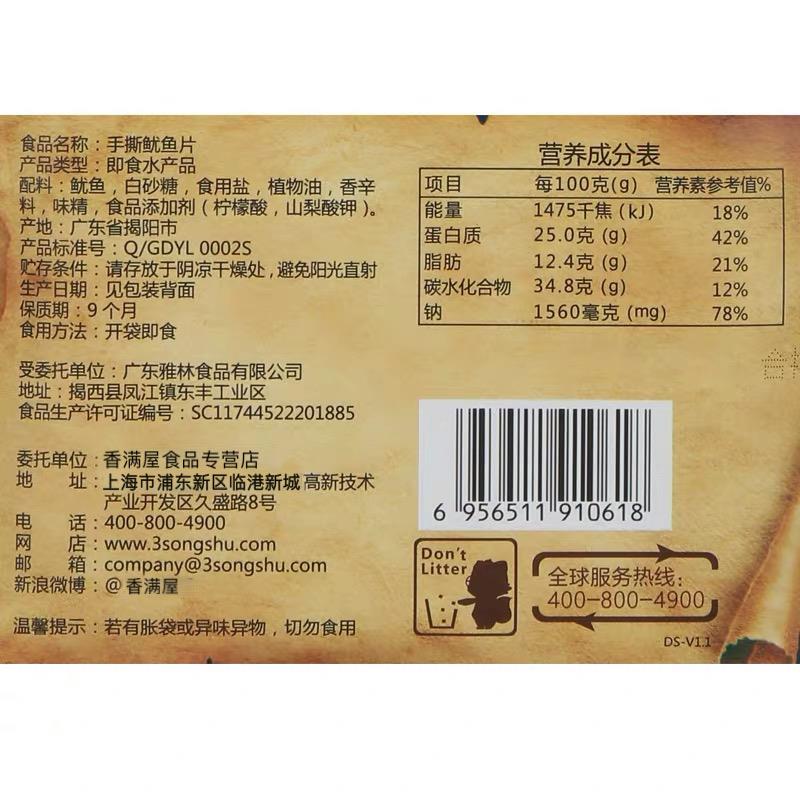 食品名称：手撕鱿鱼片
产品类型：即食水产品
配料：鱿鱼，白砂糖，食用盐，植物油，香辛
料，味精，食品添加剂（柠檬酸，山梨酸钾）。
产地：广东省揭阳市
产品标准号：Q/GDYL 0002S
贮存条件：请存放于阴凉干燥处，避免阳光直射
生产日期：见包装背面
保质期：9个月
食用方法：开袋即食
受委托单位：广东雅林食品有限公司
地址：揭西县凤江镇东丰工业区
食品生产许可证编号：SC11744522201885
委托单位：香满屋食品专营店
地 址：上海市浦东新区临港新城高新技术
产业开发区久盛路8号
电 话：400-800-4900
网 店：www.3songshu.com
邮 箱：company@3songshu.com
新浪微博：@香满屋
温馨提示：若有胀袋或异味异物，切勿食用
营养成分表
项目 每100克(g) 营养素参考值%
能量 1475千焦(kJ) 18%
蛋白质 25.0克(g) 42%
脂肪 12.4克(g) 21%
碳水化合物 34.8克(g) 12%
钠 1560毫克(mg) 78%
6 956511 910618
Don't
Litter
全球服务热线：
400-800-4900
DS-V1.1